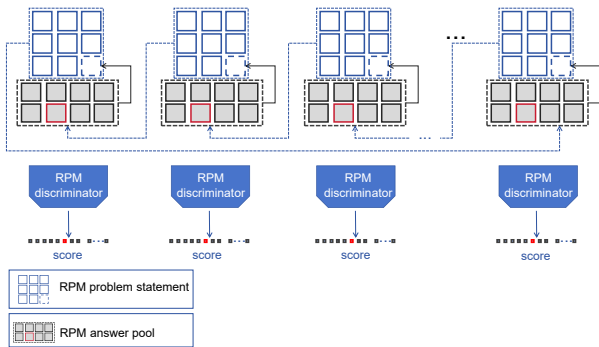 ...
...
RPM
discriminator
RPM
discriminator
RPM
discriminator
RPM
discriminator
score
score
score
score
RPM problem statement
RPM answer pool